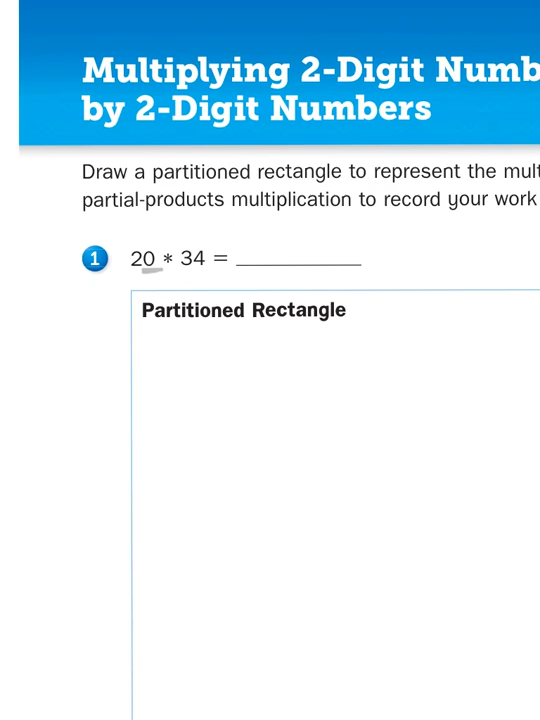 Multiplying 2-Digit Numb
by 2-Digit Numbers
Draw a partitioned rectangle to represent the mult
partial-products multiplication to record your work
1 20 * 34 = ____________
Partitioned Rectangle